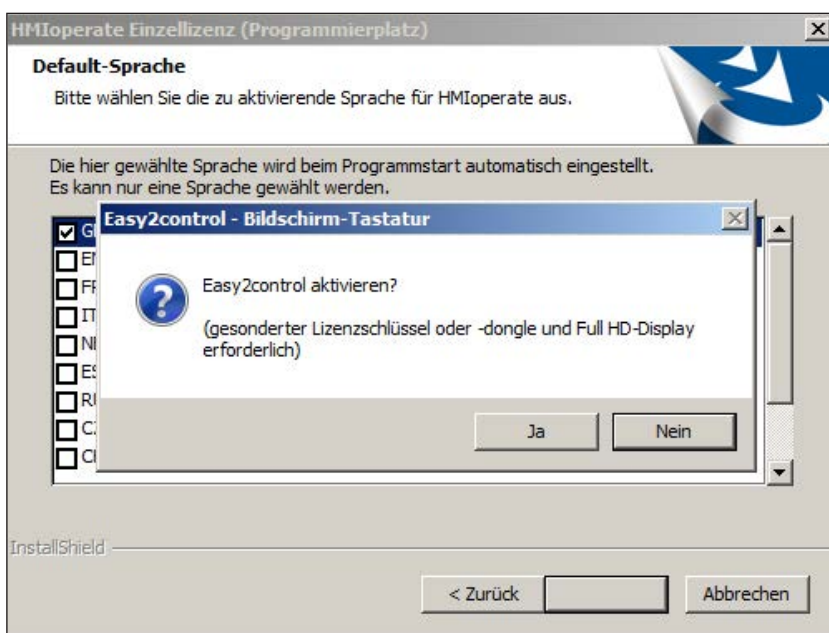 HMIoperate Einzellizenz (Programmierplatz)
Default-Sprache
Bitte wählen Sie die zu aktivierende Sprache für HMIoperate aus.
Die hier gewählte Sprache wird beim Programmstart automatisch eingestellt.
Es kann nur eine Sprache gewählt werden.
Easy2control - Bildschirm-Tastatur
Easy2control aktivieren?
(gesonderter Lizenzschlüssel oder -dongle und Full HD-Display
erforderlich)
Ja
Nein
IT
InstallShield
< Zurück
Abbrechen